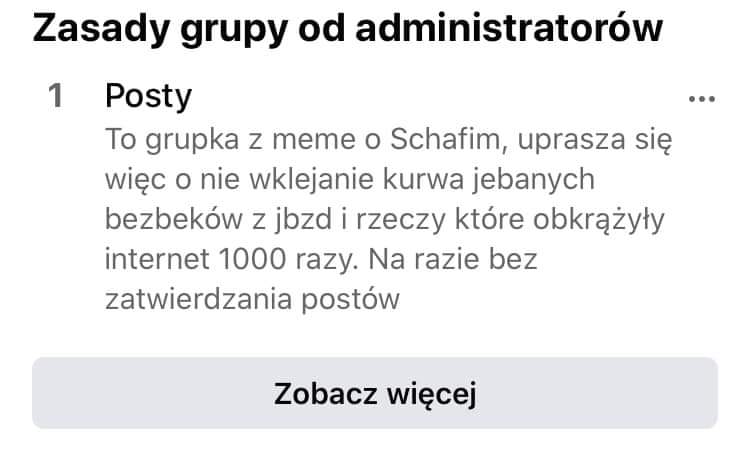 Zasady grupy od administratorów
1 Posty
To grupka z meme o Schafim, uprasza się
więc o nie wklejanie kurwa jebanych
bezbeków z jbzd i rzeczy które obkrążyły
internet 1000 razy. Na razie bez
zatwierdzania postów
Zobacz więcej